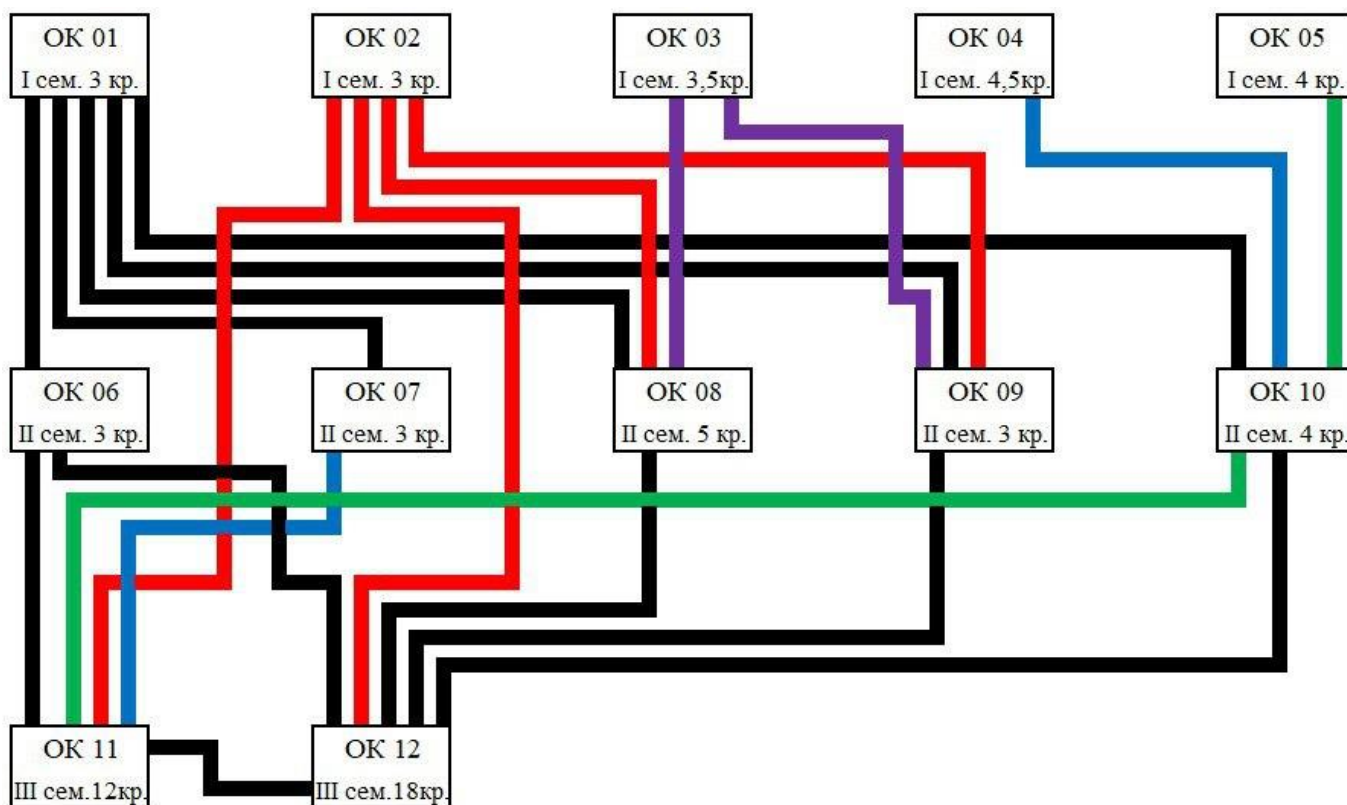 ОК 01
І сем. 3 кр.
ОК 02
І сем. 3 кр.
ОК 03
І сем. 3,5кр.
ОК 04
І сем. 4,5кр.
ОК 05
І сем. 4 кр.
ОК 06
ІІ сем. 3 кр.
ОК 07
ІІ сем. 3 кр.
ОК 08
ІІ сем. 5 кр.
ОК 09
ІІ сем. 3 кр.
ОК 10
ІІ сем. 4 кр.
ОК 11
ІІІ сем.12кр.
ОК 12
ІІІ сем.18кр.